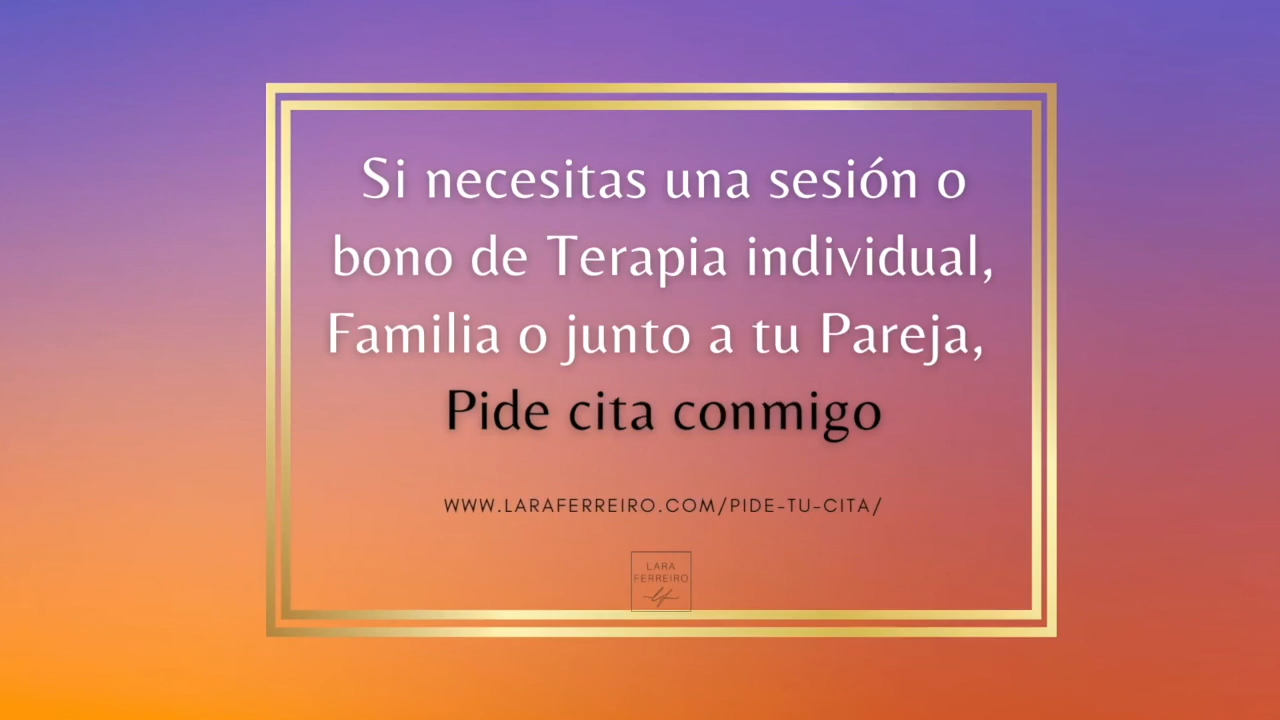 Si necesitas una sesión o
bono de Terapia individual,
Familia o junto a tu Pareja,
Pide cita conmigo
WWW.LARAFERREIRO.COM/PIDE-TU-CITA/
LARA
FERREIRO